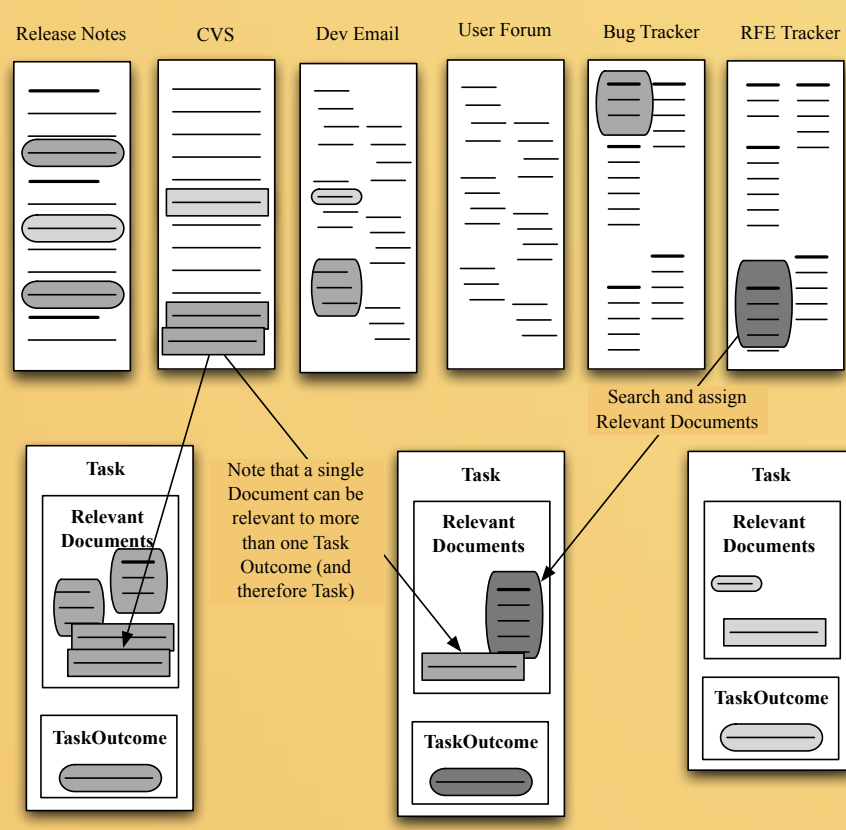 Release Notes
CVS
Dev Email
User Forum
Bug Tracker
RFE Tracker
Search and assign
Relevant Documents
Task
Relevant
Documents
TaskOutcome
Note that a single
Document can be
relevant to more
than one Task
Outcome (and
therefore Task)
Task
Relevant
Documents
TaskOutcome
Task
Relevant
Documents
TaskOutcome